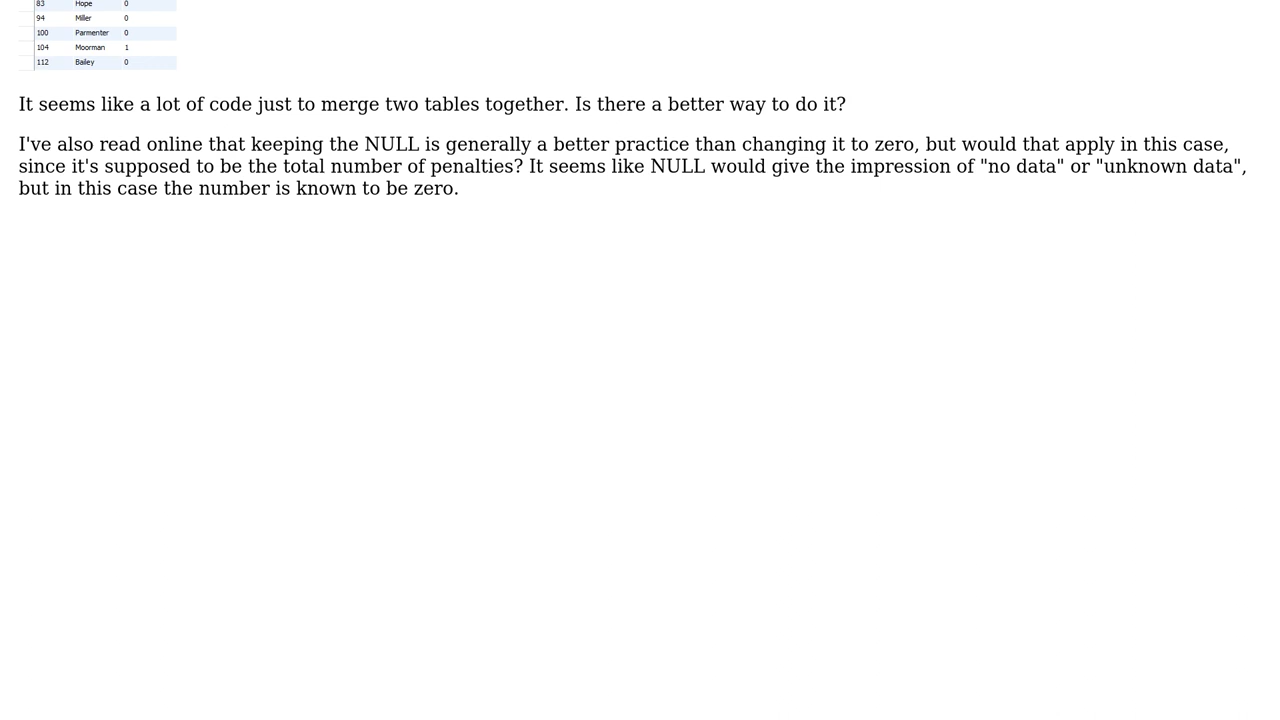 83 Hope 0
94 Miller 0
100 Parmenter 0
104 Moorman 1
112 Bailey 0
It seems like a lot of code just to merge two tables together. Is there a better way to do it?
I've also read online that keeping the NULL is generally a better practice than changing it to zero, but would that apply in this case,
since it's supposed to be the total number of penalties? It seems like NULL would give the impression of "no data" or "unknown data",
but in this case the number is known to be zero.